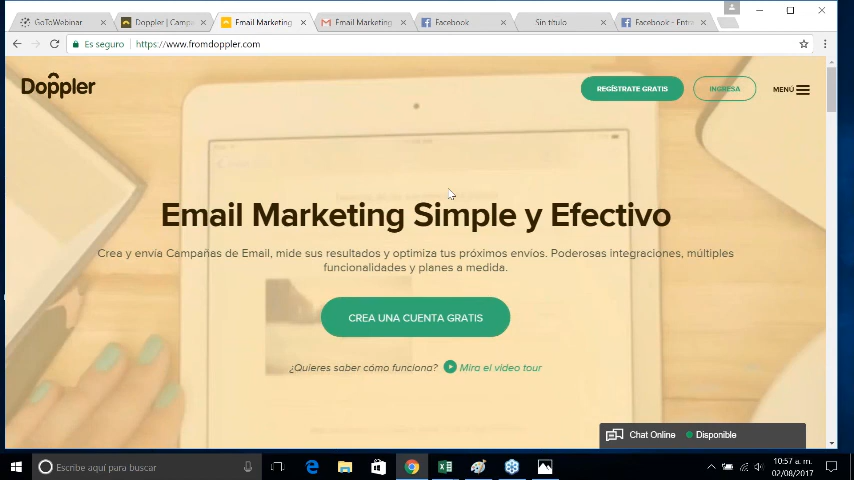 GoToWebinar
Doppler | Campa
Email Marketing
Email Marketing
Facebook
Sin título
Facebook - Entr
Es seguro
https://www.fromdoppler.com
Doppler
REGÍSTRATE GRATIS
INGRESA
MENÚ
Email Marketing Simple y Efectivo
Crea y envía Campañas de Email, mide sus resultados y optimiza tus próximos envíos. Poderosas integraciones, múltiples
funcionalidades y planes a medida.
CREA UNA CUENTA GRATIS
¿Quieres saber cómo funciona? Mira el video tour
Chat Online Disponible
Escribe aquí para buscar
10:57 a. m.
02/08/2017